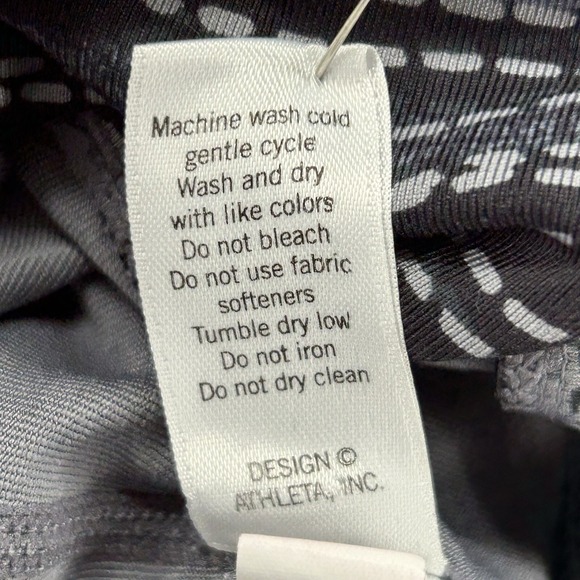 Machine wash cold
gentle cycle
Wash and dry
with like colors
Do not bleach
Do not use fabric
softeners
Tumble dry low
Do not iron
Do not dry clean
DESIGN ©
ATHLETA, INC.